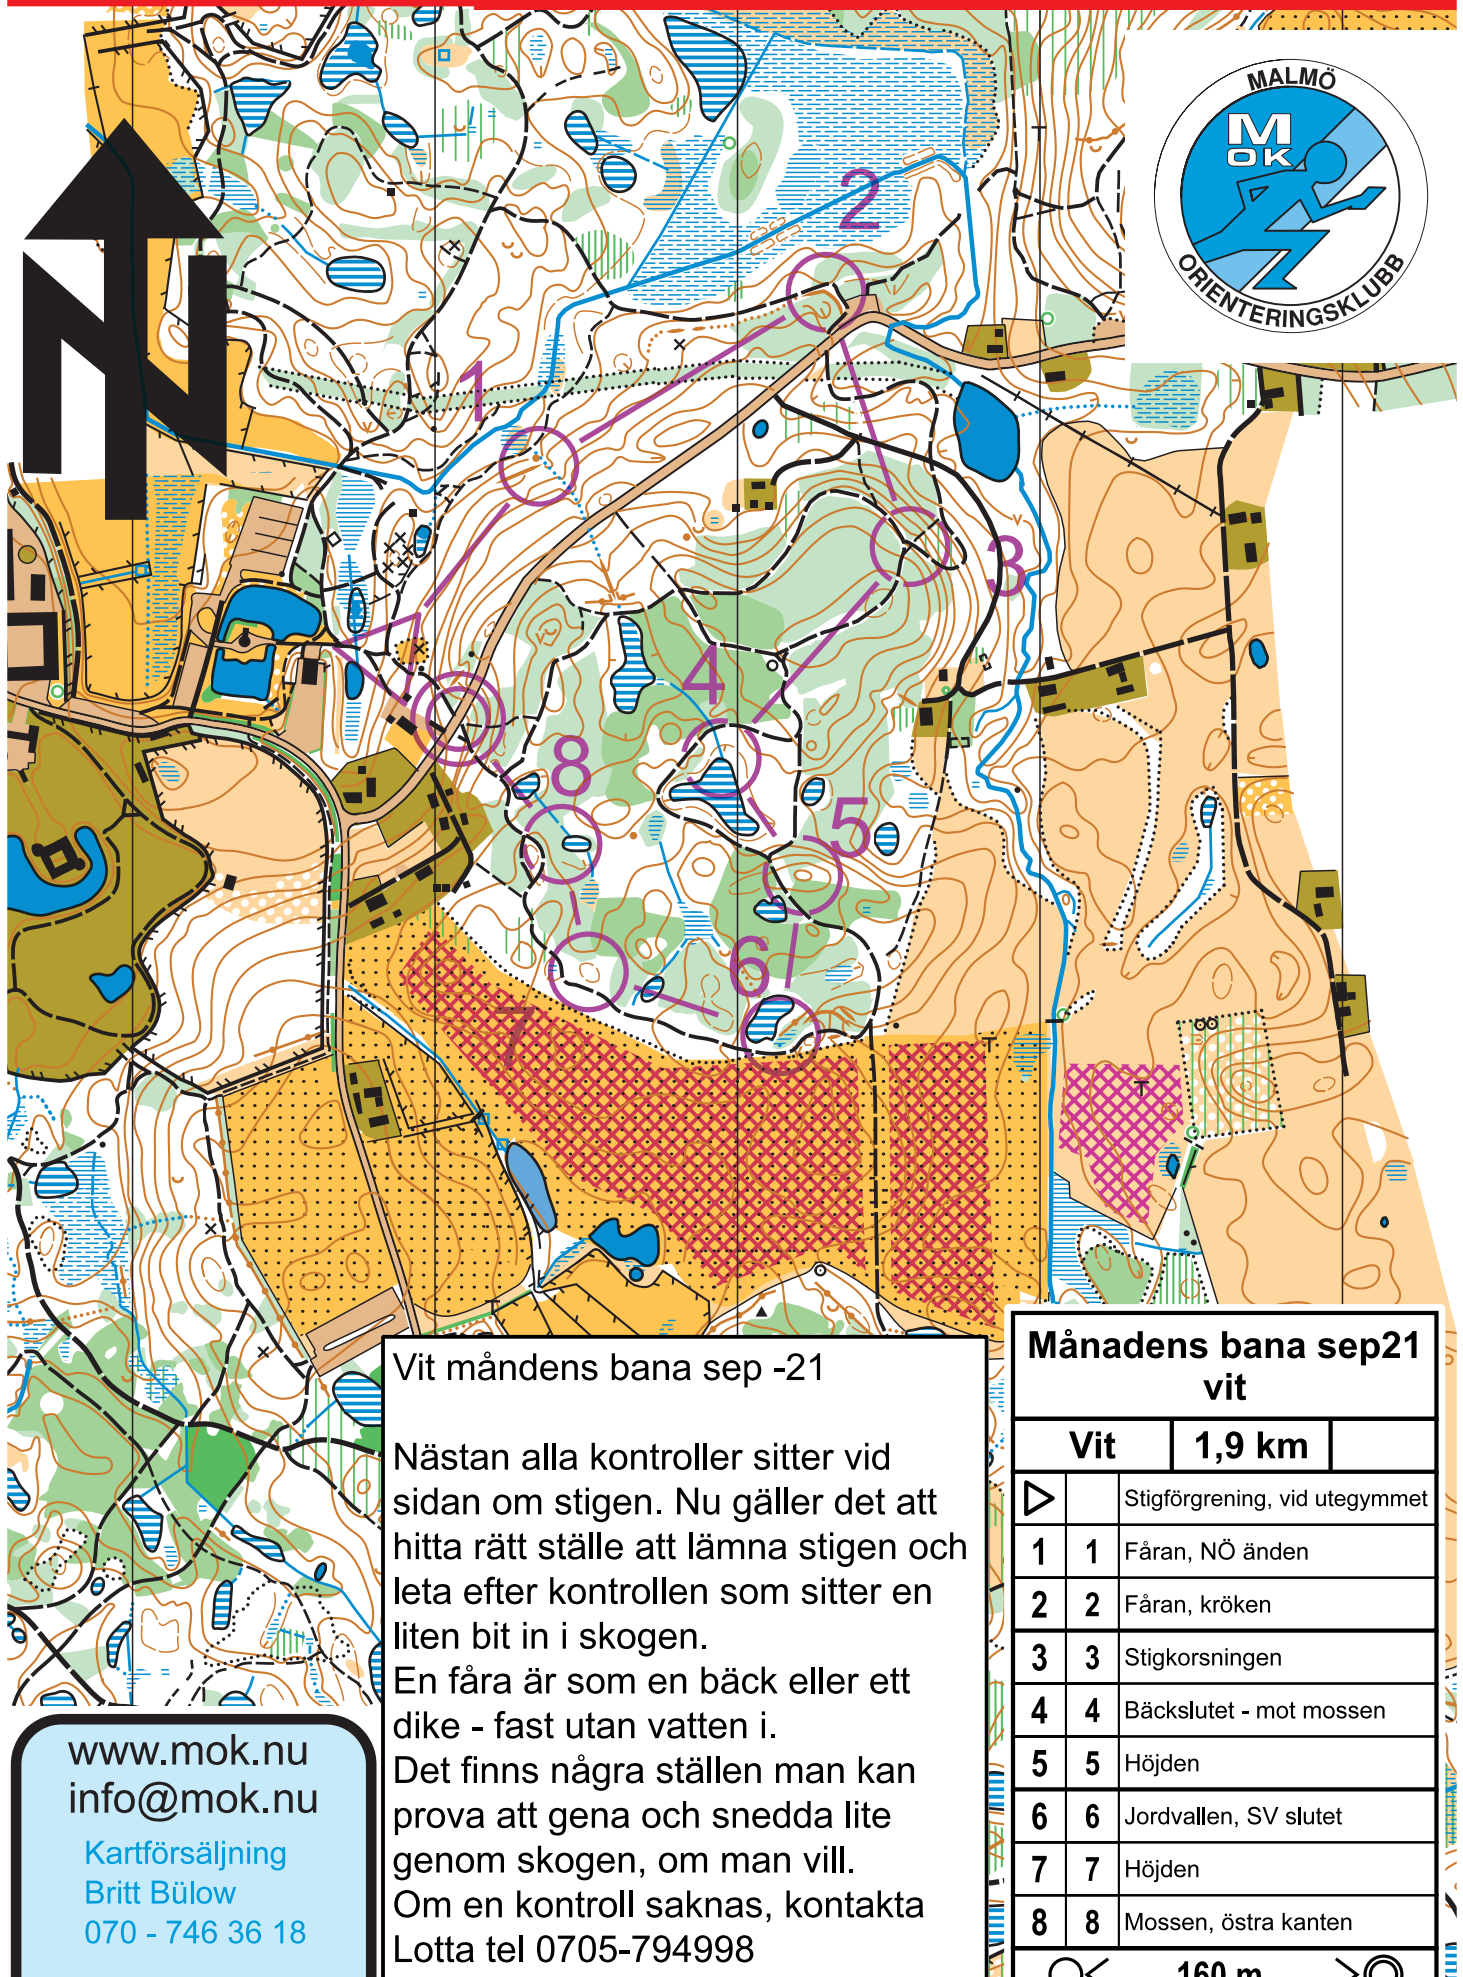 MALMÖ
M
OK
ORIENTERINGSKLUBB
N
2
1
3
4
8
5
6
7
Vit måndens bana sep -21
Nästan alla kontroller sitter vid
sidan om stigen. Nu gäller det att
hitta rätt ställe att lämna stigen och
leta efter kontrollen som sitter en
liten bit in i skogen.
En fåra är som en bäck eller ett
dike - fast utan vatten i.
Det finns några ställen man kan
prova att gena och snedda lite
genom skogen, om man vill.
Om en kontroll saknas, kontakta
Lotta tel 0705-794998
www.mok.nu
info@mok.nu
Kartförsäljning
Britt Bülow
070 - 746 36 18
Månadens bana sep21
vit
Vit 1,9 km
Stigförgrening, vid utegymmet
1 1 Fåran, NÖ änden
2 2 Fåran, kröken
3 3 Stigkorsningen
4 4 Bäckslutet - mot mossen
5 5 Höjden
6 6 Jordvallen, SV slutet
7 7 Höjden
8 8 Mossen, östra kanten
160 m